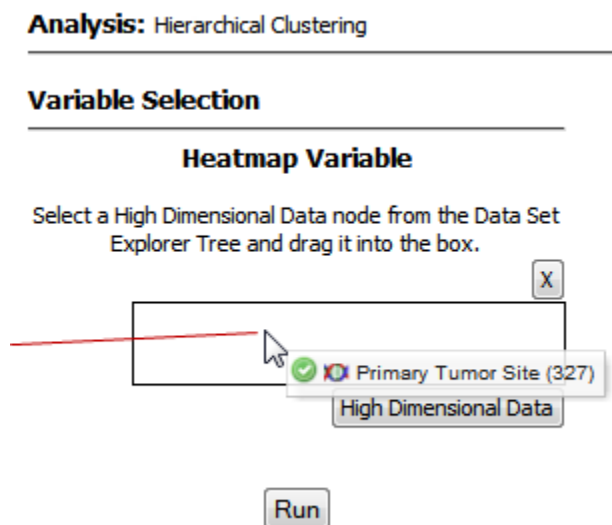 Analysis: Hierarchical Clustering
Variable Selection
Heatmap Variable
Select a High Dimensional Data node from the Data Set
Explorer Tree and drag it into the box.
X
Primary Tumor Site (327)
High Dimensional Data
Run